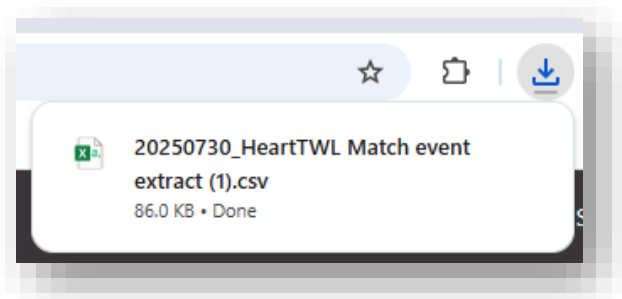 20250730_HeartTWL Match event
extract (1).csv
86.0 KB • Done